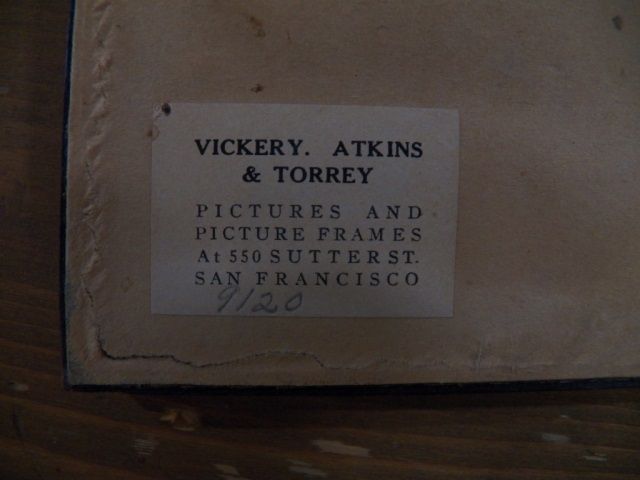 VICKERY. ATKINS
& TORREY
PICTURES AND
PICTURE FRAMES
At 550 SUTTER ST.
SAN FRANCISCO
9120